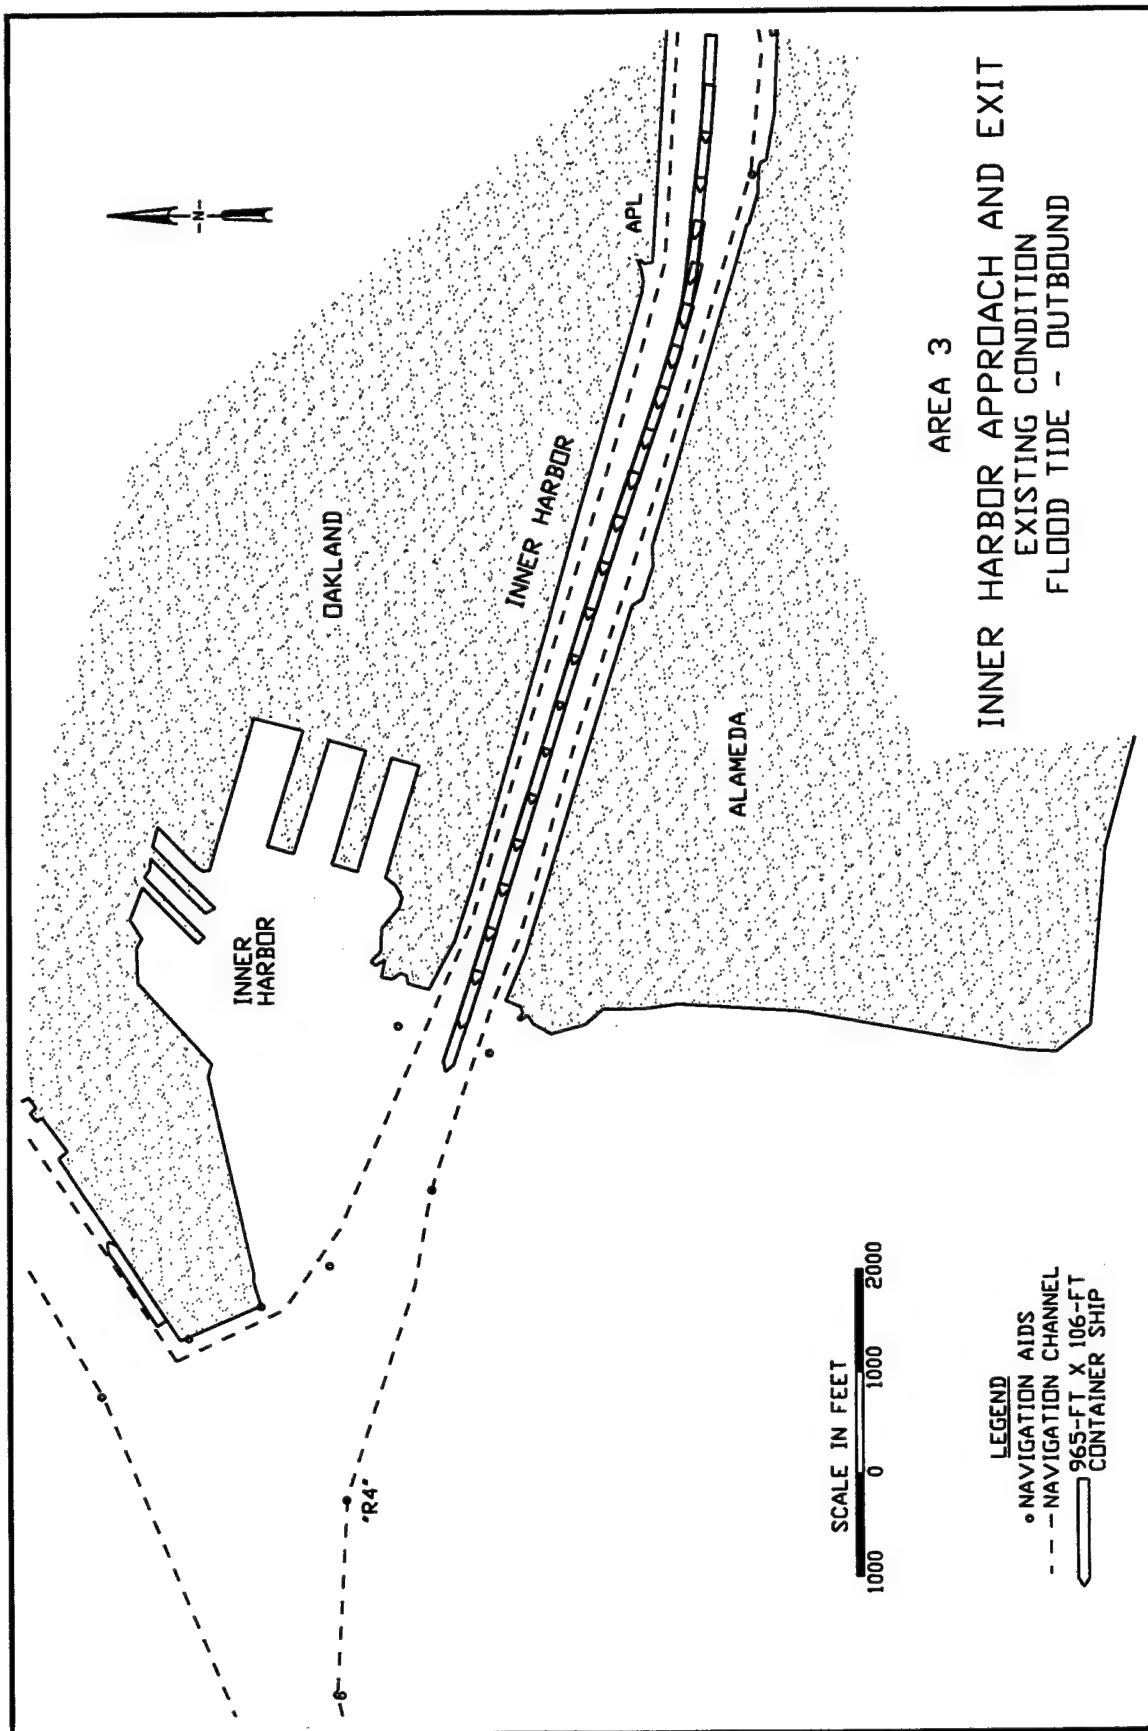 -N-
APL
OAKLAND
INNER HARBOR
INNER
HARBOR
ALAMEDA
"R4"
-6-
AREA 3
INNER HARBOR APPROACH AND EXIT
EXISTING CONDITION
FLOOD TIDE - OUTBOUND
SCALE IN FEET
1000 0 1000 2000
LEGEND
NAVIGATION AIDS
NAVIGATION CHANNEL
965-FT X 106-FT
CONTAINER SHIP